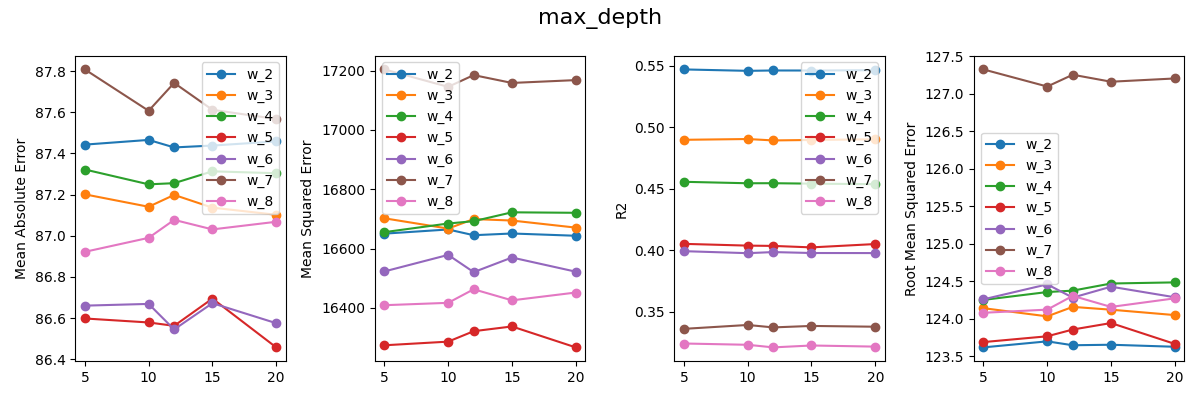 max_depth
Mean Absolute Error
87.8
87.6
87.4
87.2
87.0
86.8
86.6
86.4
5
10
15
20
w_2
w_3
w_4
w_5
w_6
w_7
w_8
Mean Squared Error
17200
17000
16800
16600
16400
5
10
15
20
w_2
w_3
w_4
w_5
w_6
w_7
w_8
R2
0.55
0.50
0.45
0.40
0.35
5
10
15
20
w_2
w_3
w_4
w_5
w_6
w_7
w_8
Root Mean Squared Error
127.5
127.0
126.5
126.0
125.5
125.0
124.5
124.0
123.5
5
10
15
20
w_2
w_3
w_4
w_5
w_6
w_7
w_8